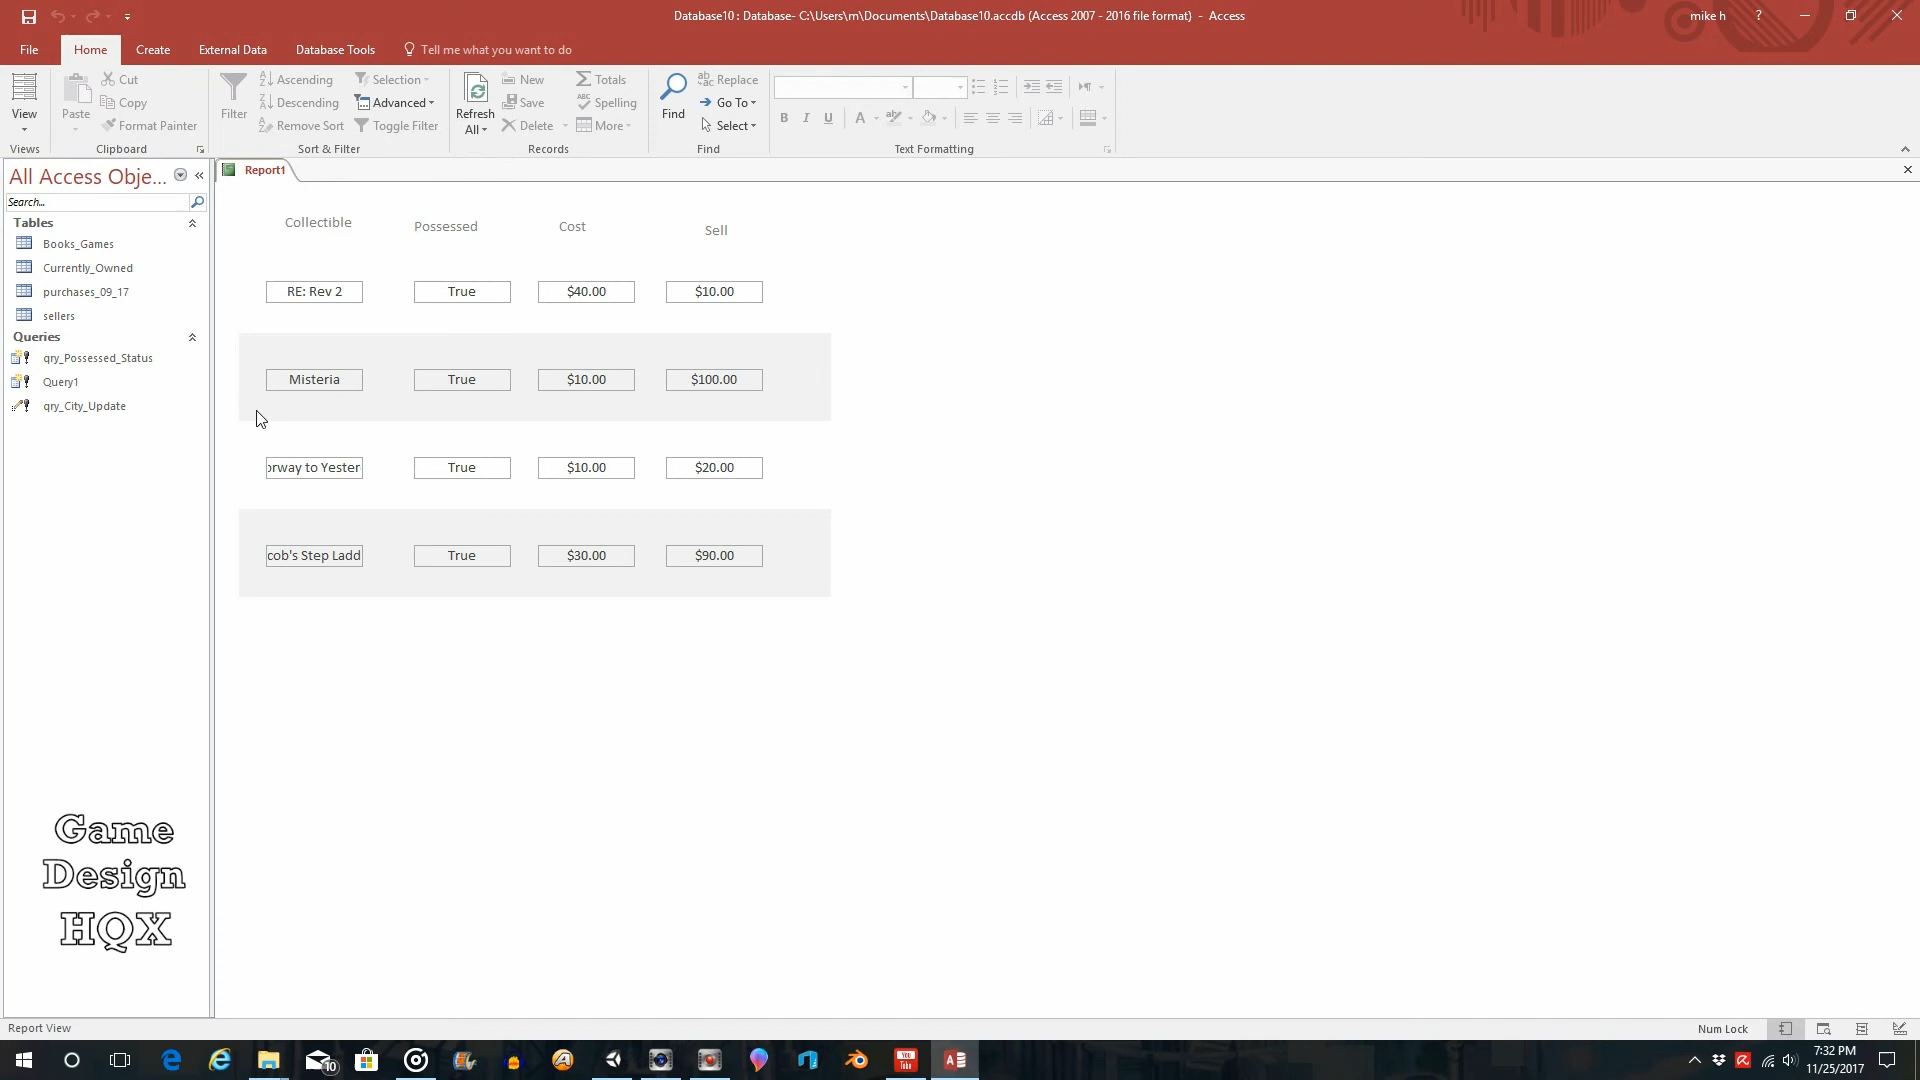 Database10 : Database- C:\Users\m\Documents\Database10.accdb (Access 2007 - 2016 file format) - Access
mike h
?
File Home Create External Data Database Tools Tell me what you want to do
View
Views
Paste
Cut
Copy
Format Painter
Clipboard
Filter
Ascending
Descending
Remove Sort
Selection
Advanced
Toggle Filter
Sort & Filter
Refresh
All
New
Save
Delete
Totals
Spelling
More
Records
Find
Replace
Go To
Select
Find
B I U A
Text Formatting
All Access Obje...
Search...
Tables
Books_Games
Currently_Owned
purchases_09_17
sellers
Queries
qry_Possessed_Status
Query1
qry_City_Update
Report1
Collectible Possessed Cost Sell
RE: Rev 2 True $40.00 $10.00
Misteria True $10.00 $100.00
orway to Yester True $10.00 $20.00
cob's Step Ladd True $30.00 $90.00
Game
Design
HQX
Report View
Num Lock
10
You
Tube
7:32 PM
11/25/2017